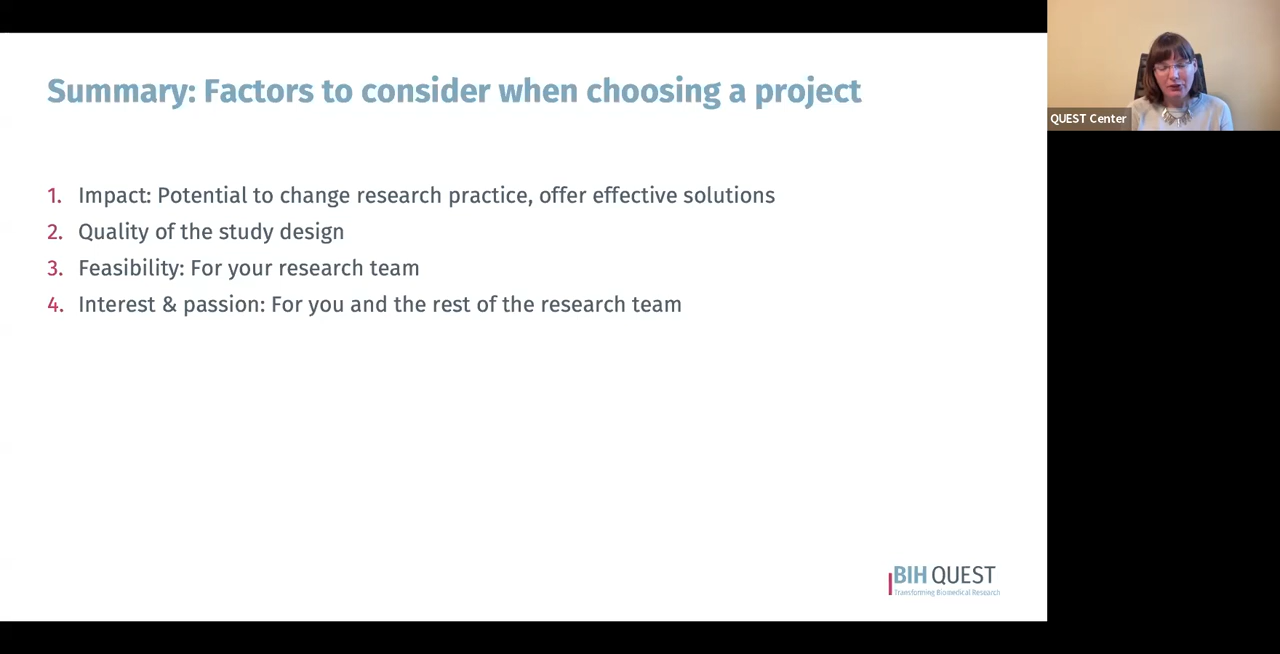 Summary: Factors to consider when choosing a project
1. Impact: Potential to change research practice, offer effective solutions
2. Quality of the study design
3. Feasibility: For your research team
4. Interest & passion: For you and the rest of the research team
BIH QUEST
Transforming Biomedical Research
QUEST Center